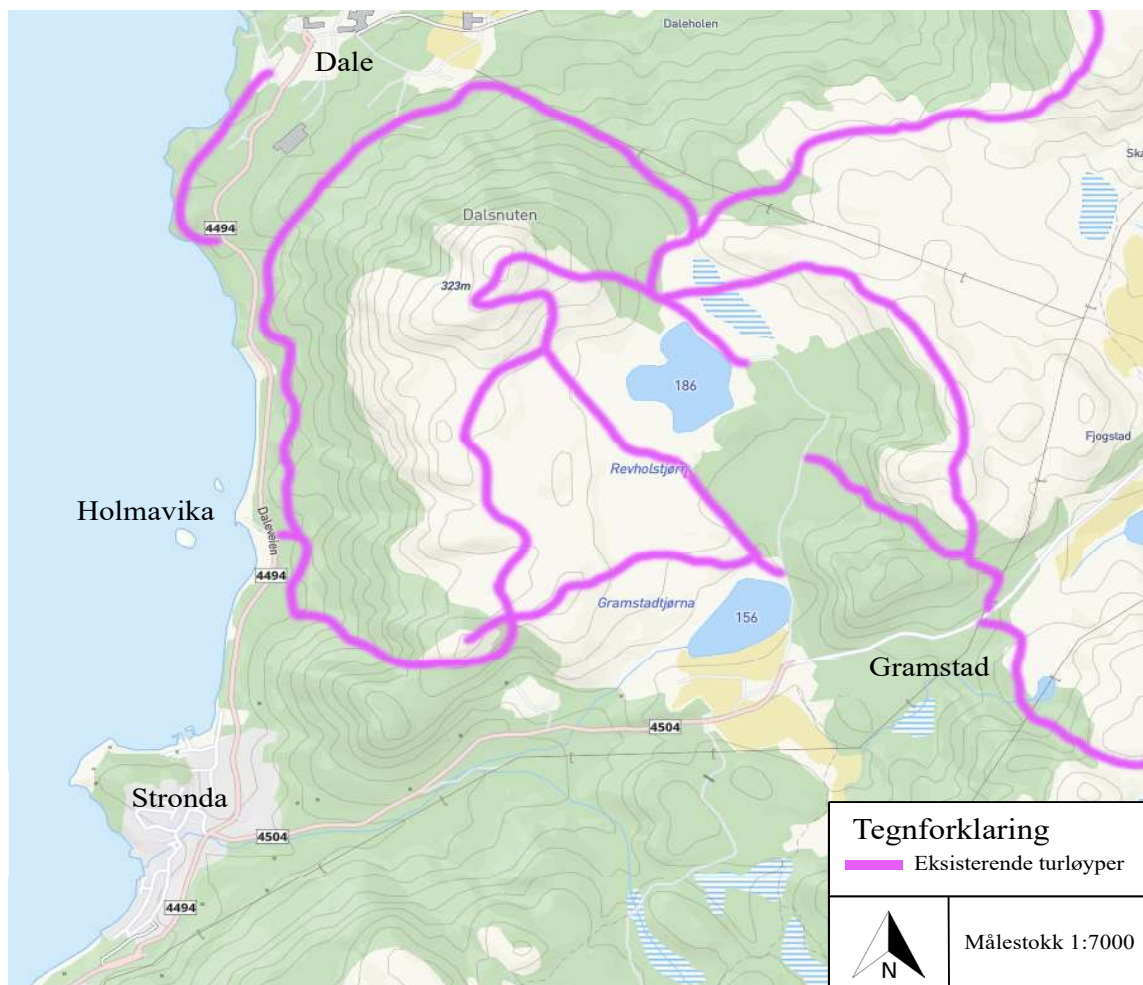 Daleholen
Dale
Ska
4494
Dalsnuten
323m
186
Fjogstad
Revholstjørn
Holmavika
Daleveien
4494
Gramstadtjørna
156
Gramstad
4504
Stronda
4504
4494
Tegnforklaring
Eksisterende turløyper
N
Målestokk 1:7000